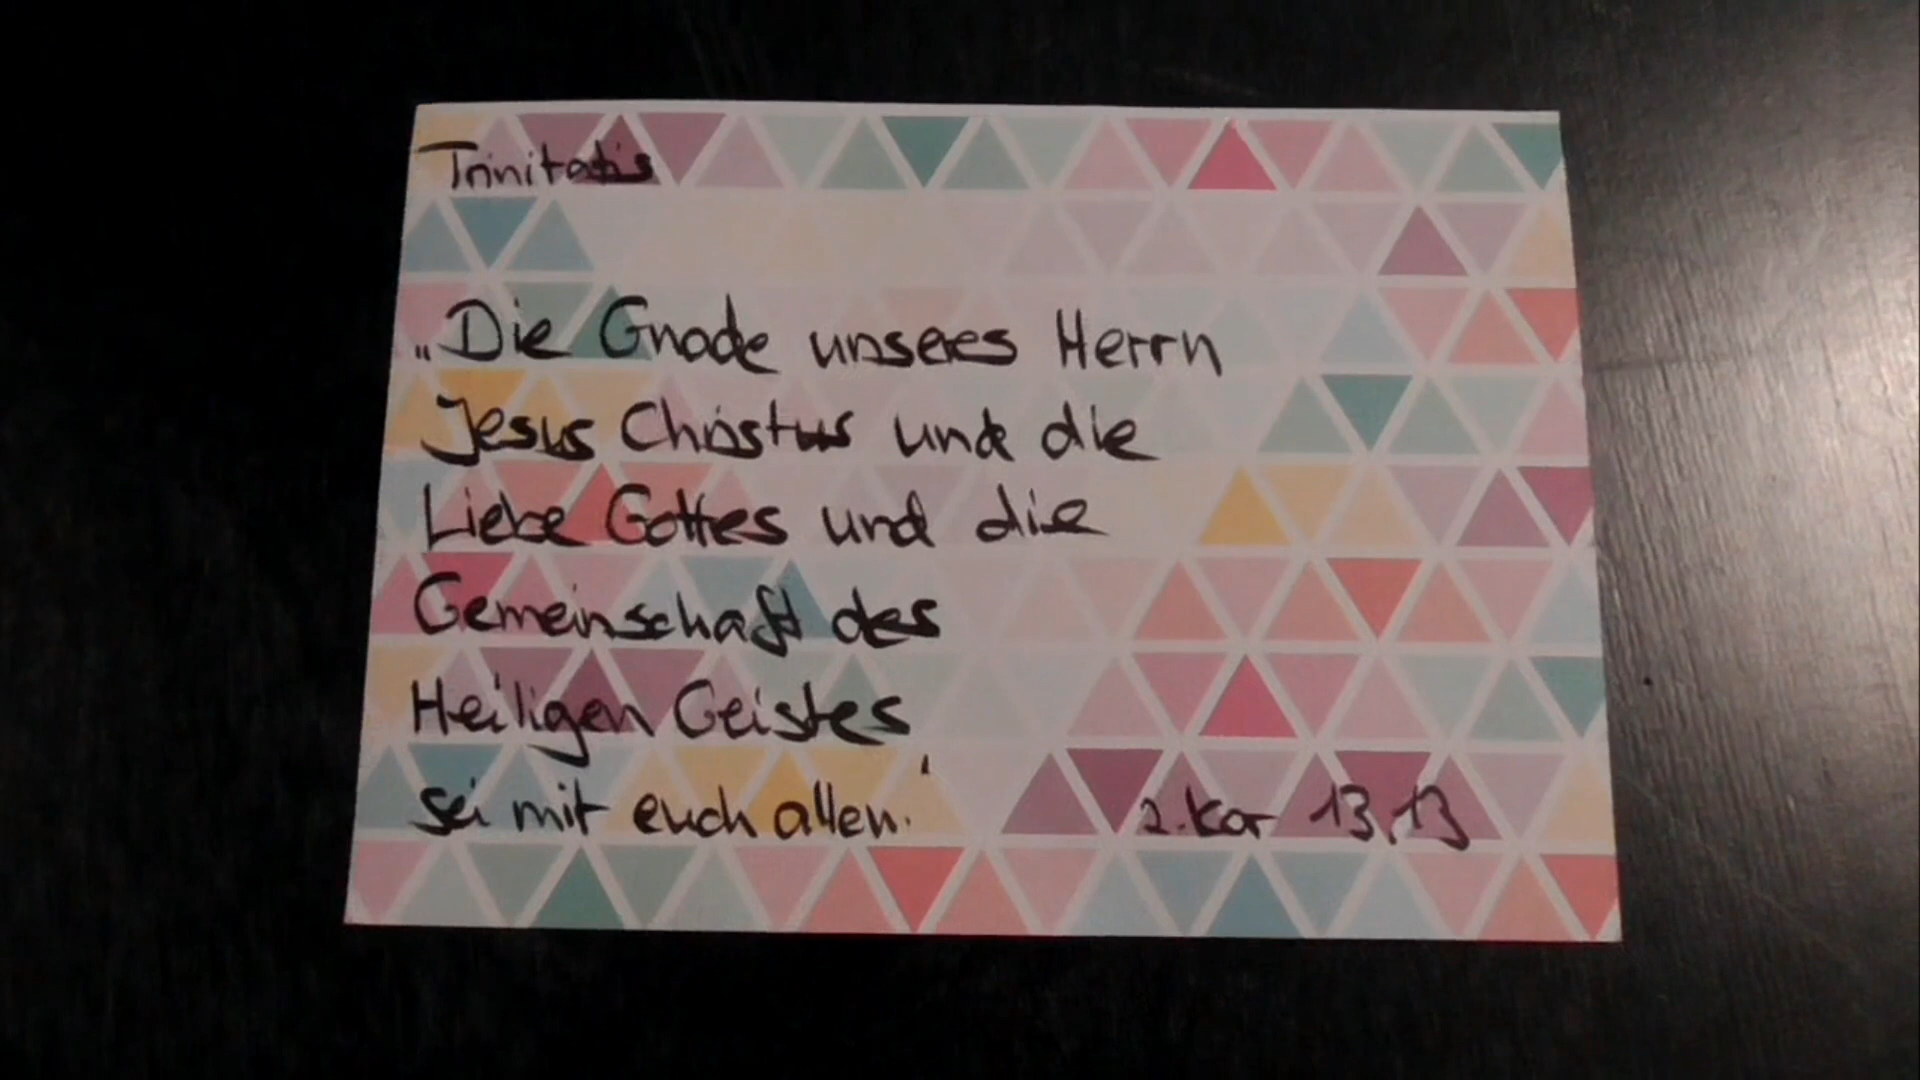 Trinitatis
„Die Gnade unseres Herrn
Jesus Christus und die
Liebe Gottes und die
Gemeinschaft des
Heiligen Geistes
sei mit euch allen.'
2. Kor 13,13